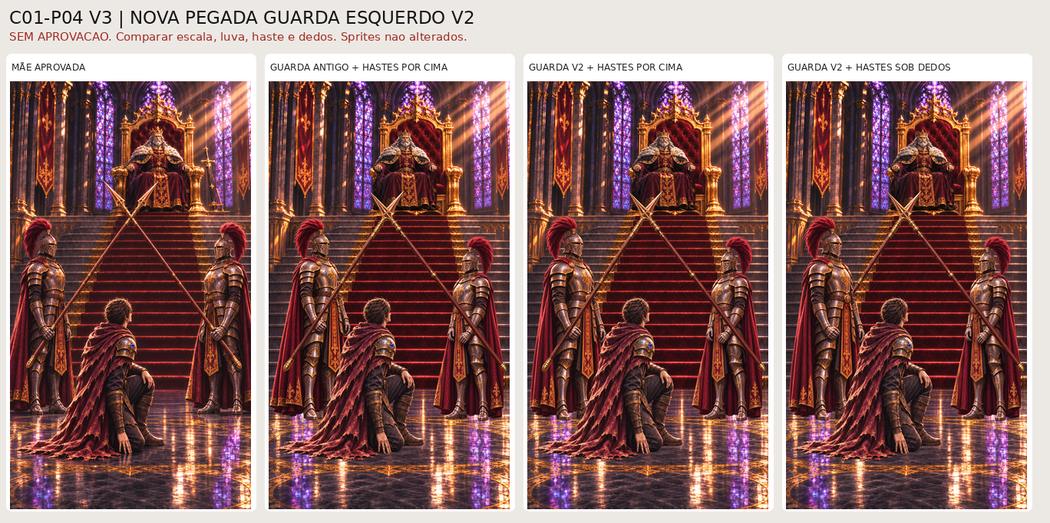 C01-P04 V3 | NOVA PEGADA GUARDA ESQUERDO V2
SEM APROVACAO. Comparar escala, luva, haste e dedos. Sprites nao alterados.
MÃE APROVADA
GUARDA ANTIGO + HASTES POR CIMA
GUARDA V2 + HASTES POR CIMA
GUARDA V2 + HASTES SOB DEDOS